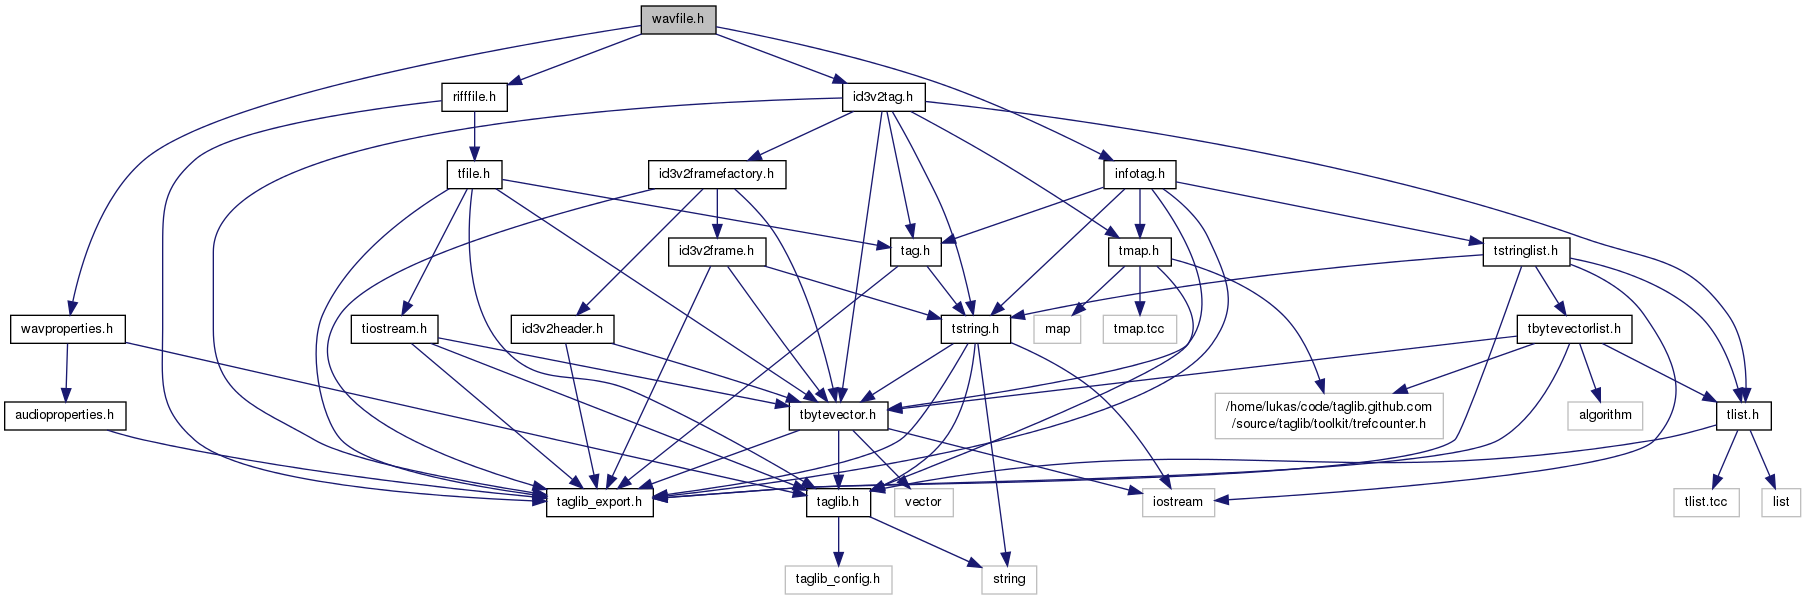 wavfile.h
rifffile.h
id3v2tag.h
tfile.h
id3v2framefactory.h
infotag.h
id3v2frame.h
tag.h
tmap.h
tstringlist.h
wavproperties.h
tiostream.h
id3v2header.h
tstring.h
map
tmap.tcc
tbytevectorlist.h
audioproperties.h
tbytevector.h
/home/lukas/code/taglib.github.com
/source/taglib/toolkit/trefcounter.h
algorithm
tlist.h
taglib_export.h
taglib.h
vector
iostream
tlist.tcc
list
taglib_config.h
string